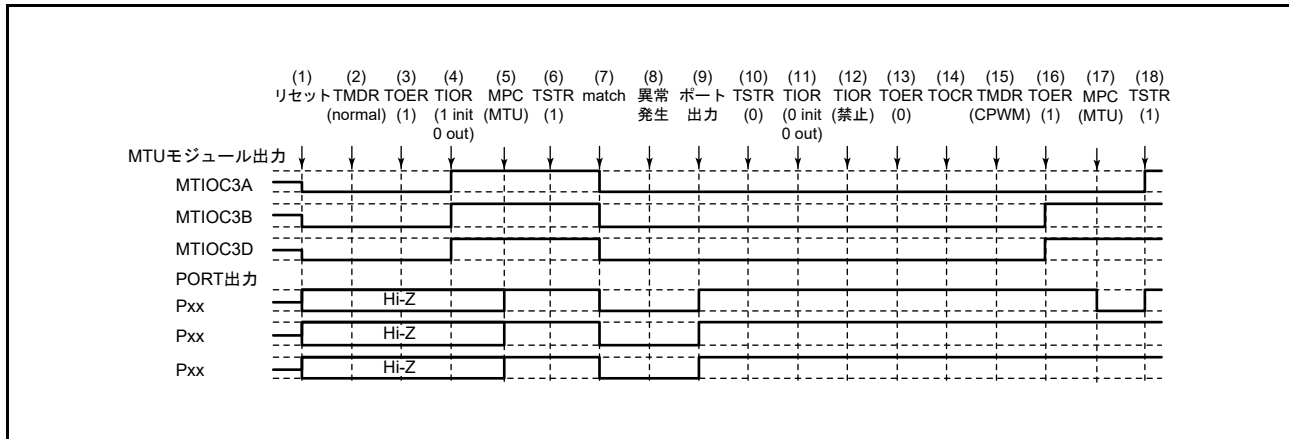 (1) (2) (3) (4) (5) (6) (7) (8) (9) (10) (11) (12) (13) (14) (15) (16) (17) (18)
リセット TMDR TOER TIOR MPC TSTR match 異常 ポート TSTR TIOR TIOR TOER TOCR TMDR TOER MPC TSTR
(normal) (1) (1 init (MTU) (1) 発生 出力 (0) (0 init (禁止) (0) (CPWM) (1) (MTU) (1)
0 out) 0 out)
MTUモジュール出力
MTIOC3A
MTIOC3B
MTIOC3D
PORT出力
Pxx Hi-Z
Pxx Hi-Z
Pxx Hi-Z